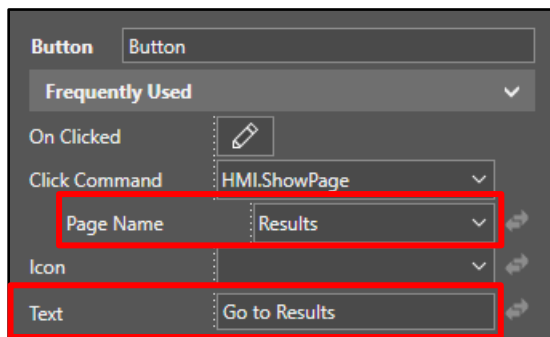 Button Button
Frequently Used
On Clicked
Click Command HMI.ShowPage
Page Name Results
Icon
Text Go to Results